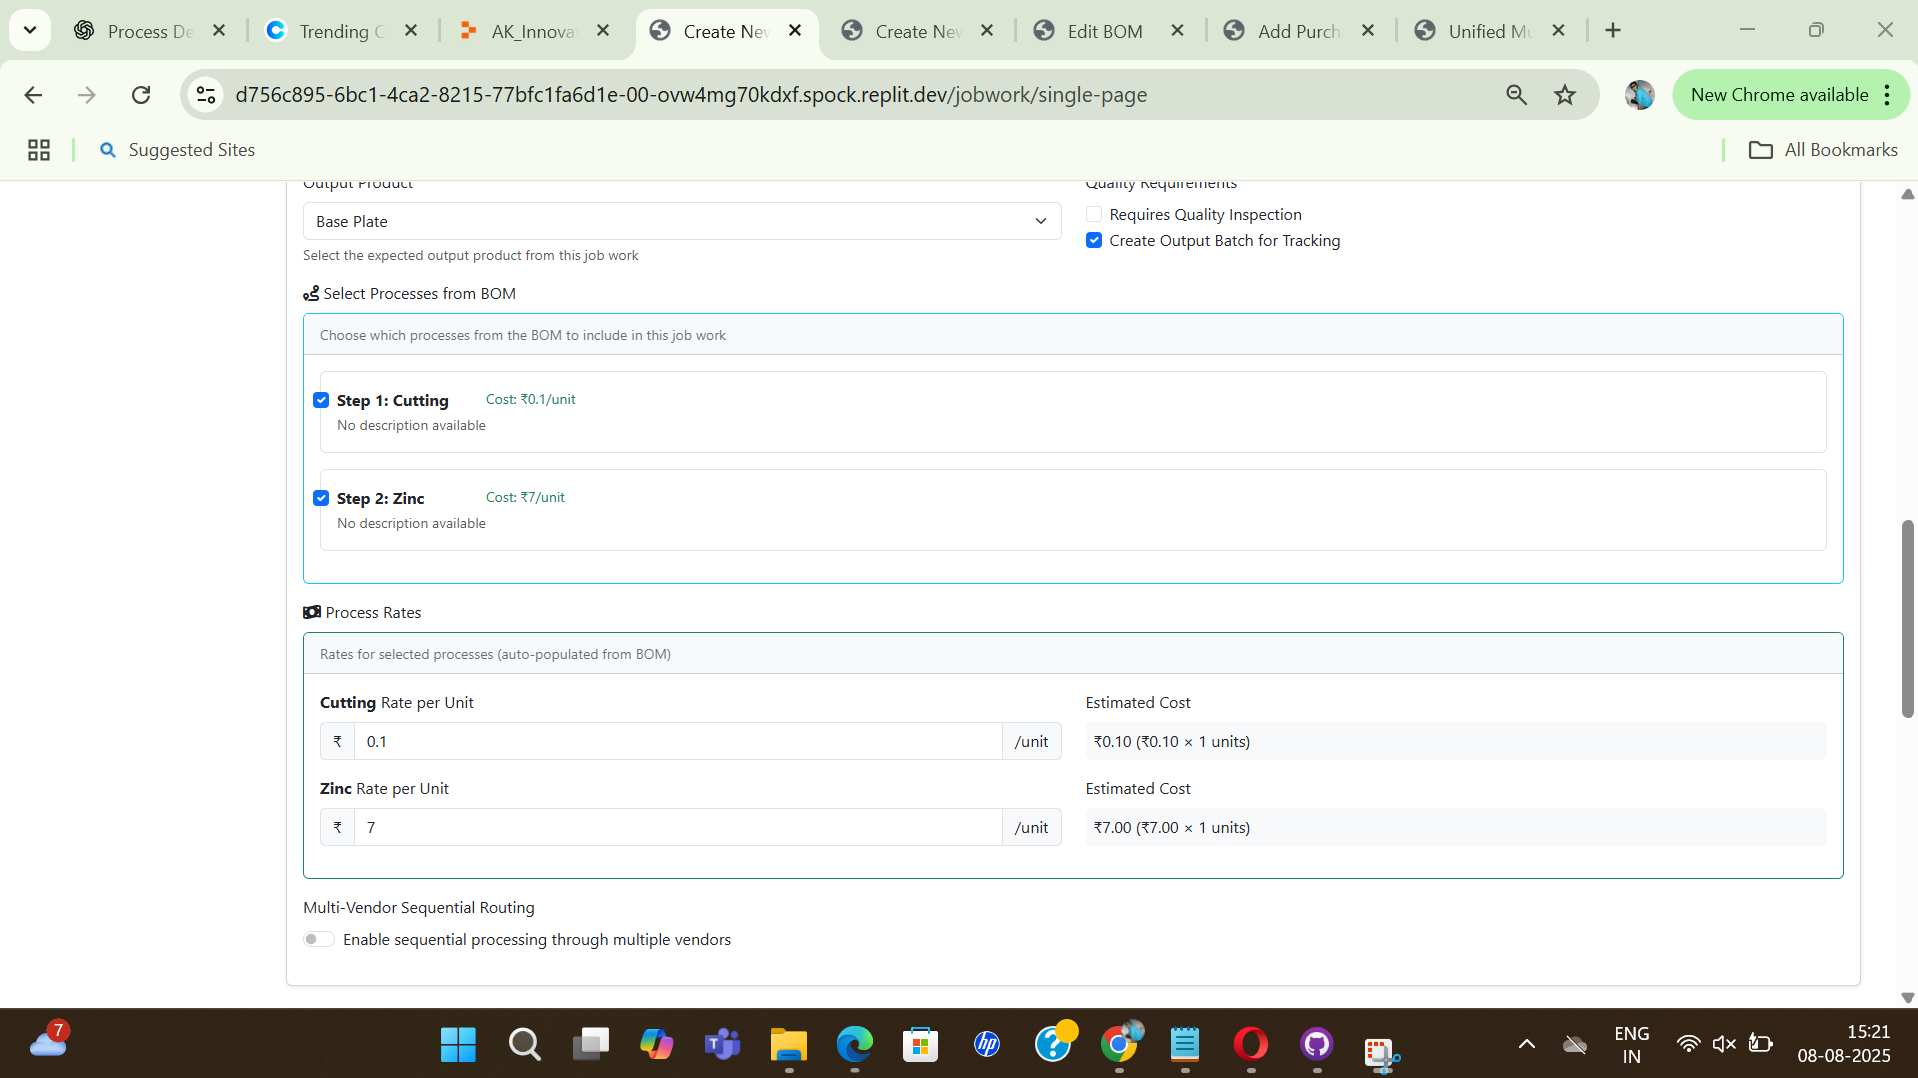 Process De
Trending C
AK_Innova
Create New
Create New
Edit BOM
Add Purch
Unified Mu
d756c895-6bc1-4ca2-8215-77bfc1fa6d1e-00-ovw4mg70kdxf.spock.replit.dev/jobwork/single-page
New Chrome available
Suggested Sites
All Bookmarks
Output Product
Quality Requirements
Base Plate
Requires Quality Inspection
Create Output Batch for Tracking
Select the expected output product from this job work
Select Processes from BOM
Choose which processes from the BOM to include in this job work
Step 1: Cutting
Cost: ₹0.1/unit
No description available
Step 2: Zinc
Cost: ₹7/unit
No description available
Process Rates
Rates for selected processes (auto-populated from BOM)
Cutting Rate per Unit
Estimated Cost
₹ 0.1 /unit
₹0.10 (₹0.10 × 1 units)
Zinc Rate per Unit
Estimated Cost
₹ 7 /unit
₹7.00 (₹7.00 × 1 units)
Multi-Vendor Sequential Routing
Enable sequential processing through multiple vendors
7
T
hp
?
ENG
IN
15:21
08-08-2025